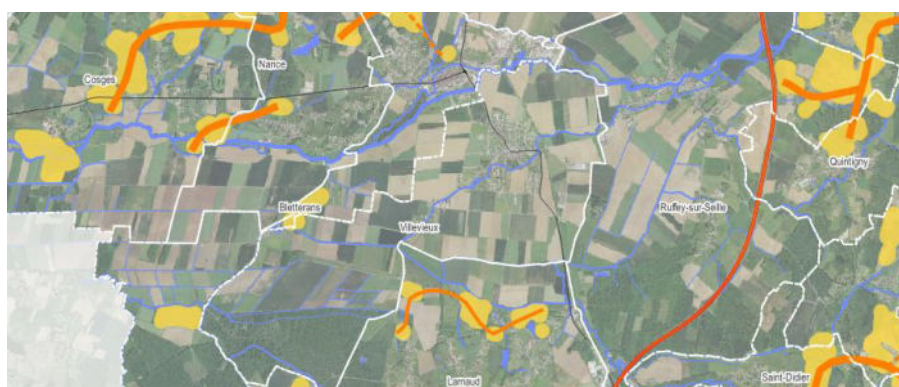 Cosges
Nance
Quintigny
Bletterans
Ruffey-sur-Seille
Villevieux
Larnaud
Saint-Didier